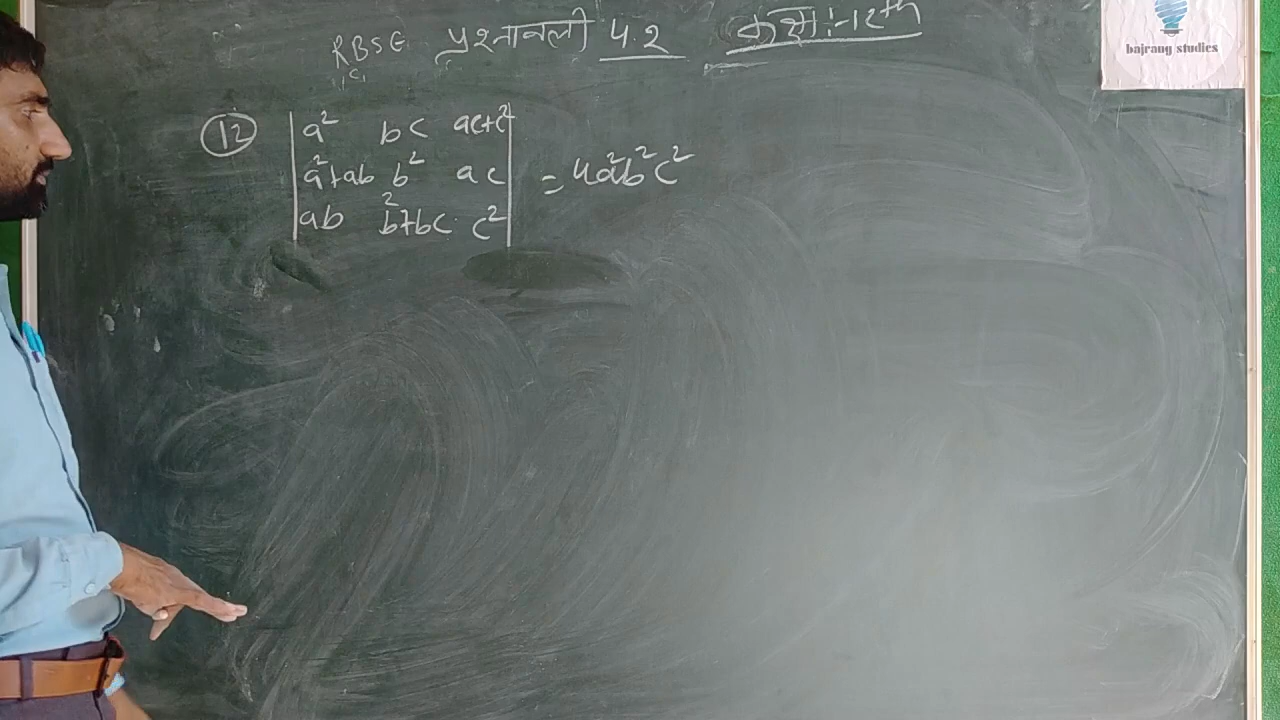 RBSE प्रश्नावली 4.2 कक्षा:-12th
bajrang studies
(12) | a² bc ac+c² |
| a²+ab b² ac | = 4a²b²c²
| ab b²+bc c² |